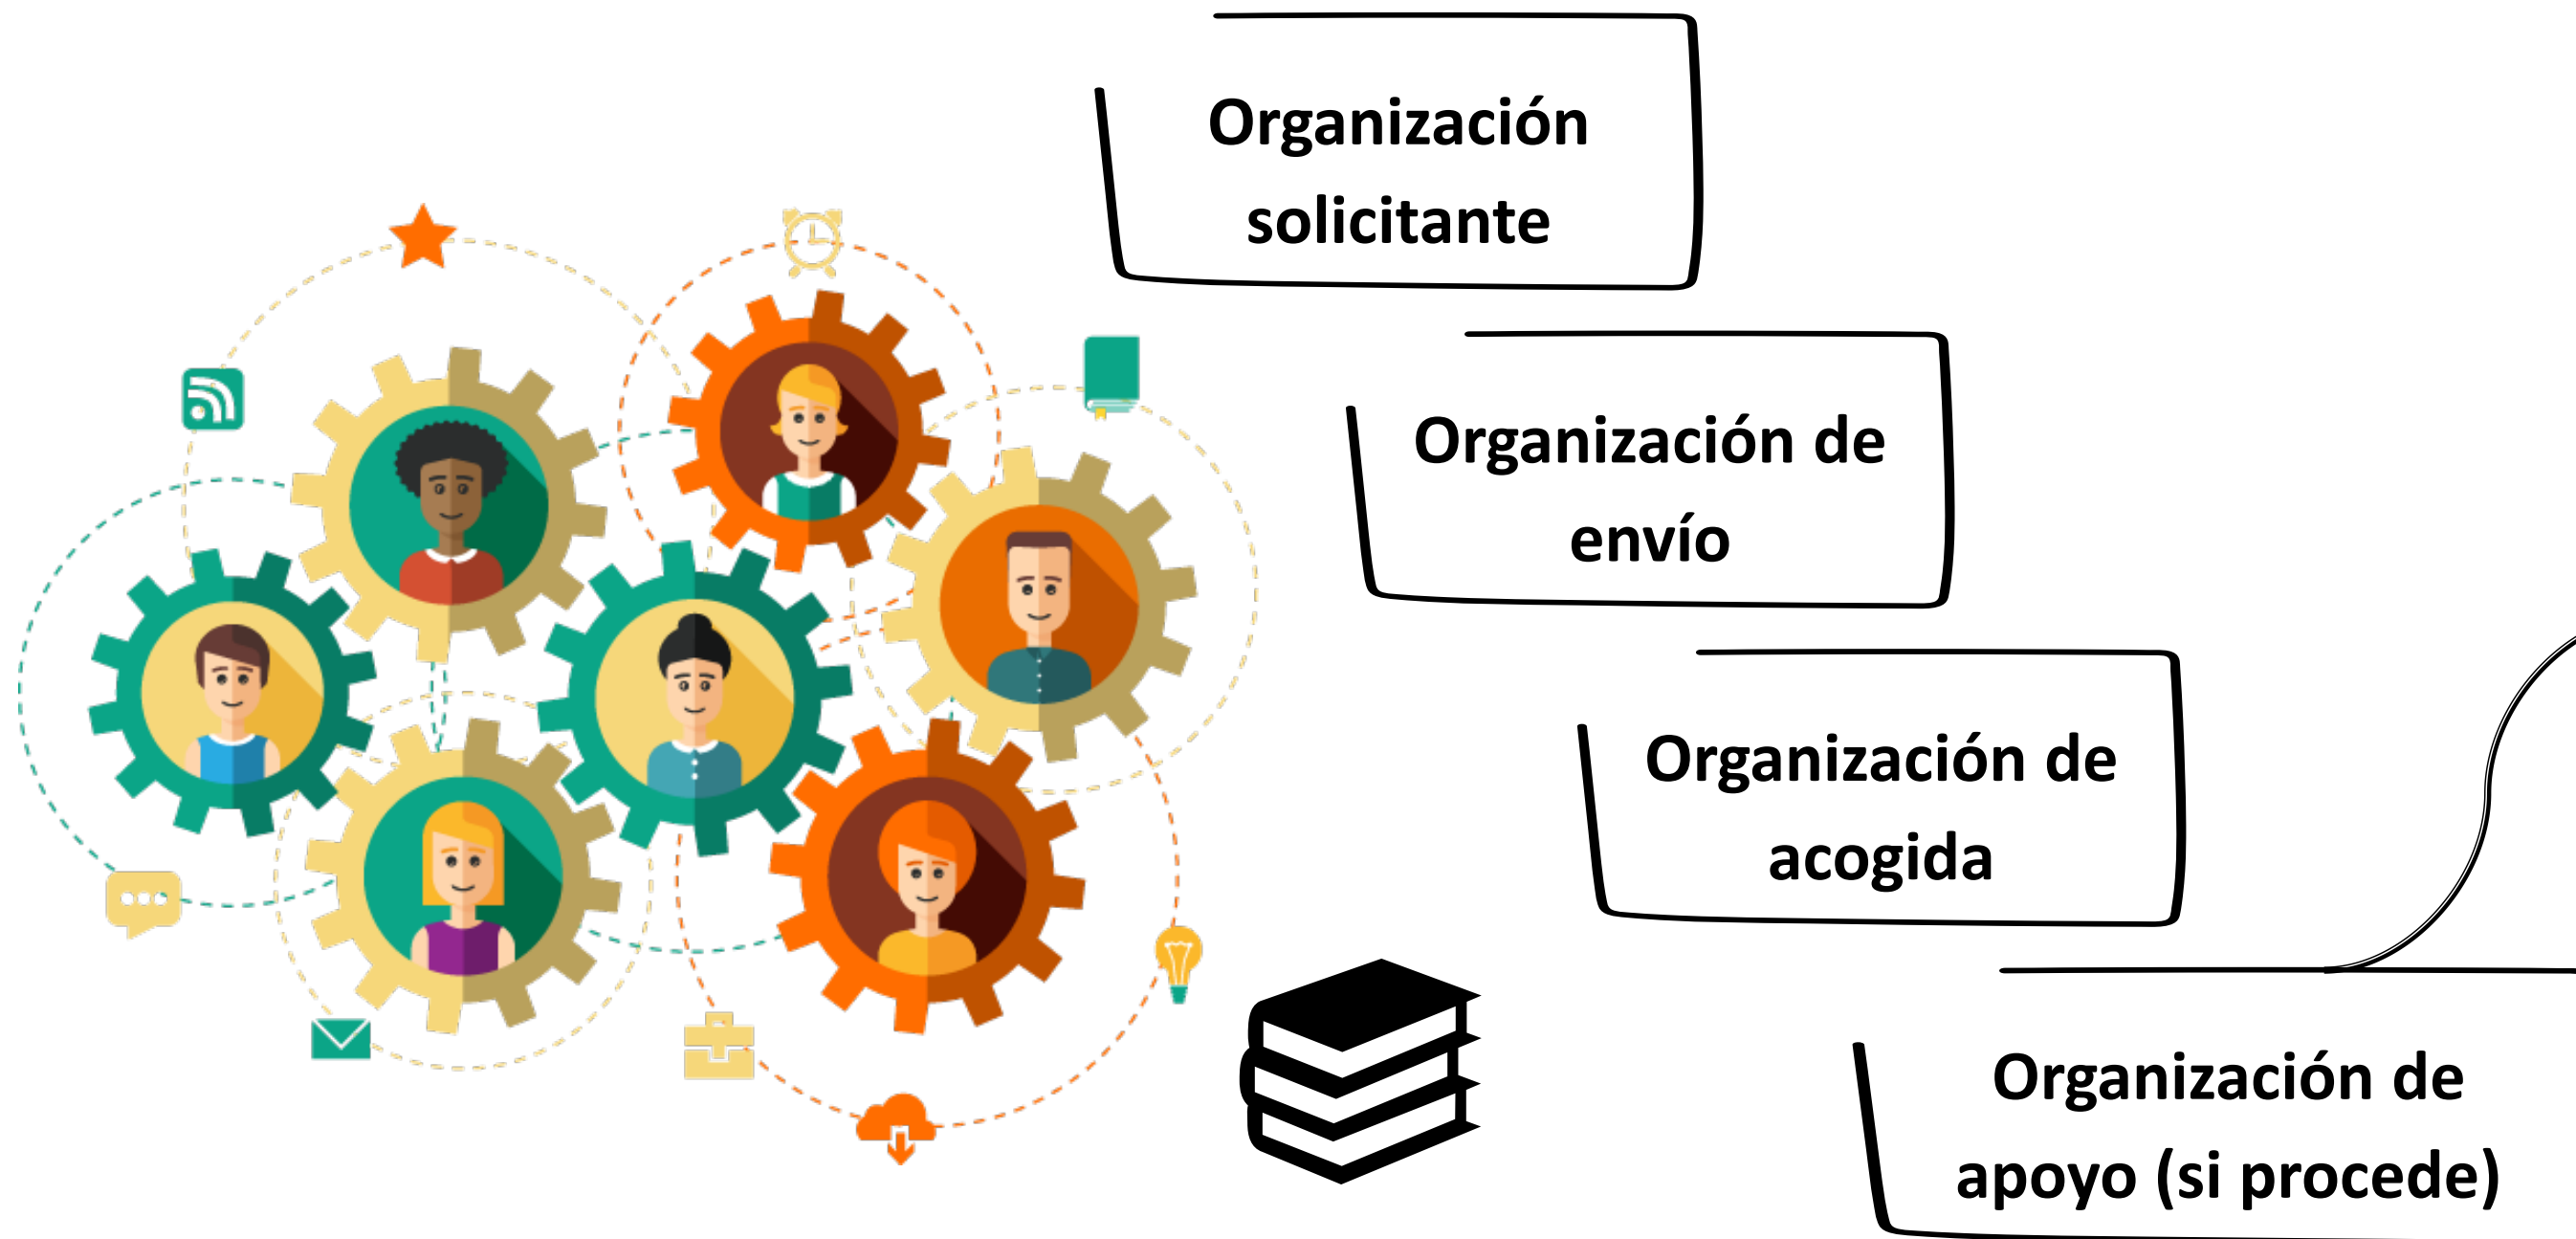 Organización
solicitante
Organización de
envío
Organización de
acogida
Organización de
apoyo (si procede)